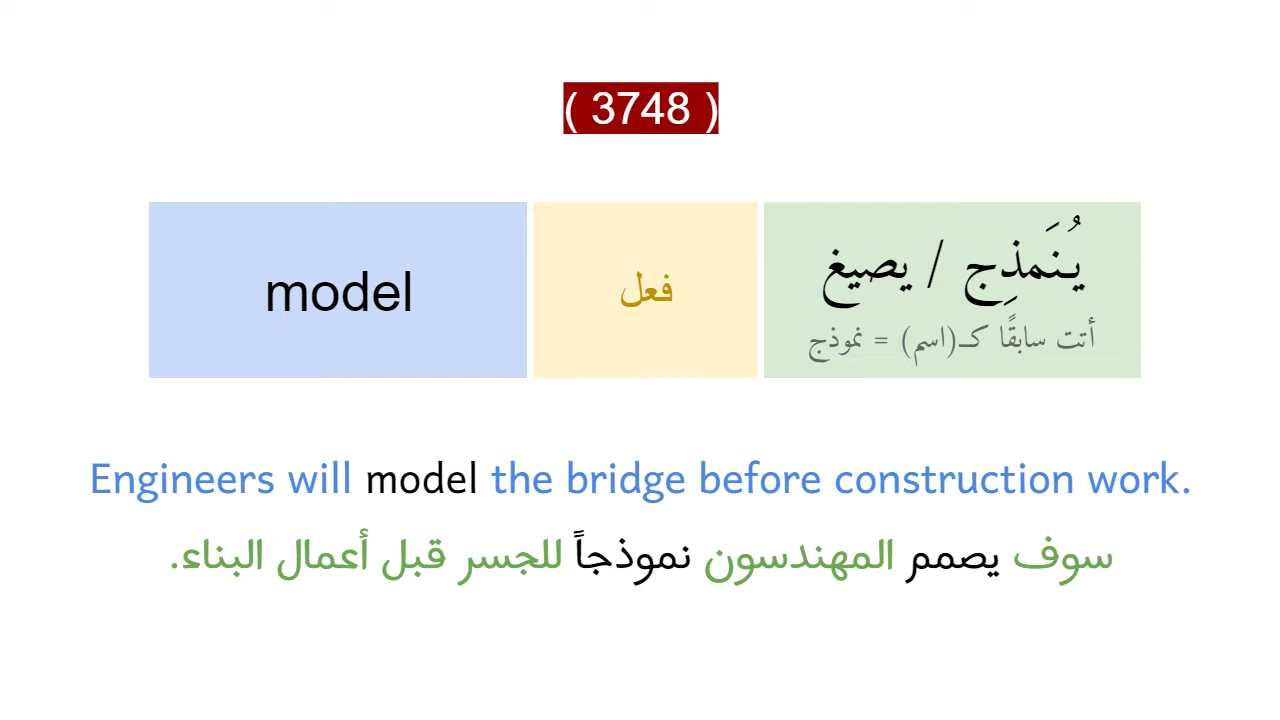 ( 3748 )
model
فعل
يُـنَمذِج / يصيغ
أتت سابقًا كـ(اسم) = نموذج
Engineers will model the bridge before construction work.
سوف يصمم المهندسون نموذجاً للجسر قبل أعمال البناء.